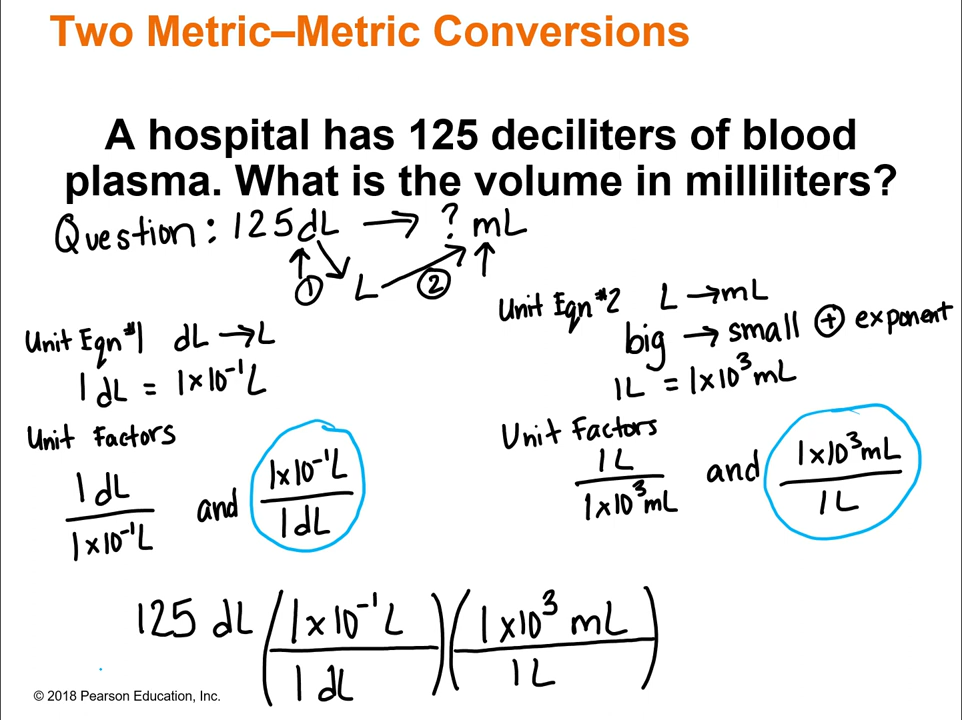 Two Metric–Metric Conversions
A hospital has 125 deciliters of blood
plasma. What is the volume in milliliters?
Question: 125 dL → ? mL
① L ②
Unit Eqn #1 dL → L
1 dL = 1 x 10⁻¹ L
Unit Factors
1 dL / 1 x 10⁻¹ L and 1 x 10⁻¹ L / 1 dL
Unit Eqn #2 L → mL
big → small ⊕ exponent
1 L = 1 x 10³ mL
Unit Factors
1 L / 1 x 10³ mL and 1 x 10³ mL / 1 L
125 dL (1 x 10⁻¹ L / 1 dL) (1 x 10³ mL / 1 L)
© 2018 Pearson Education, Inc.